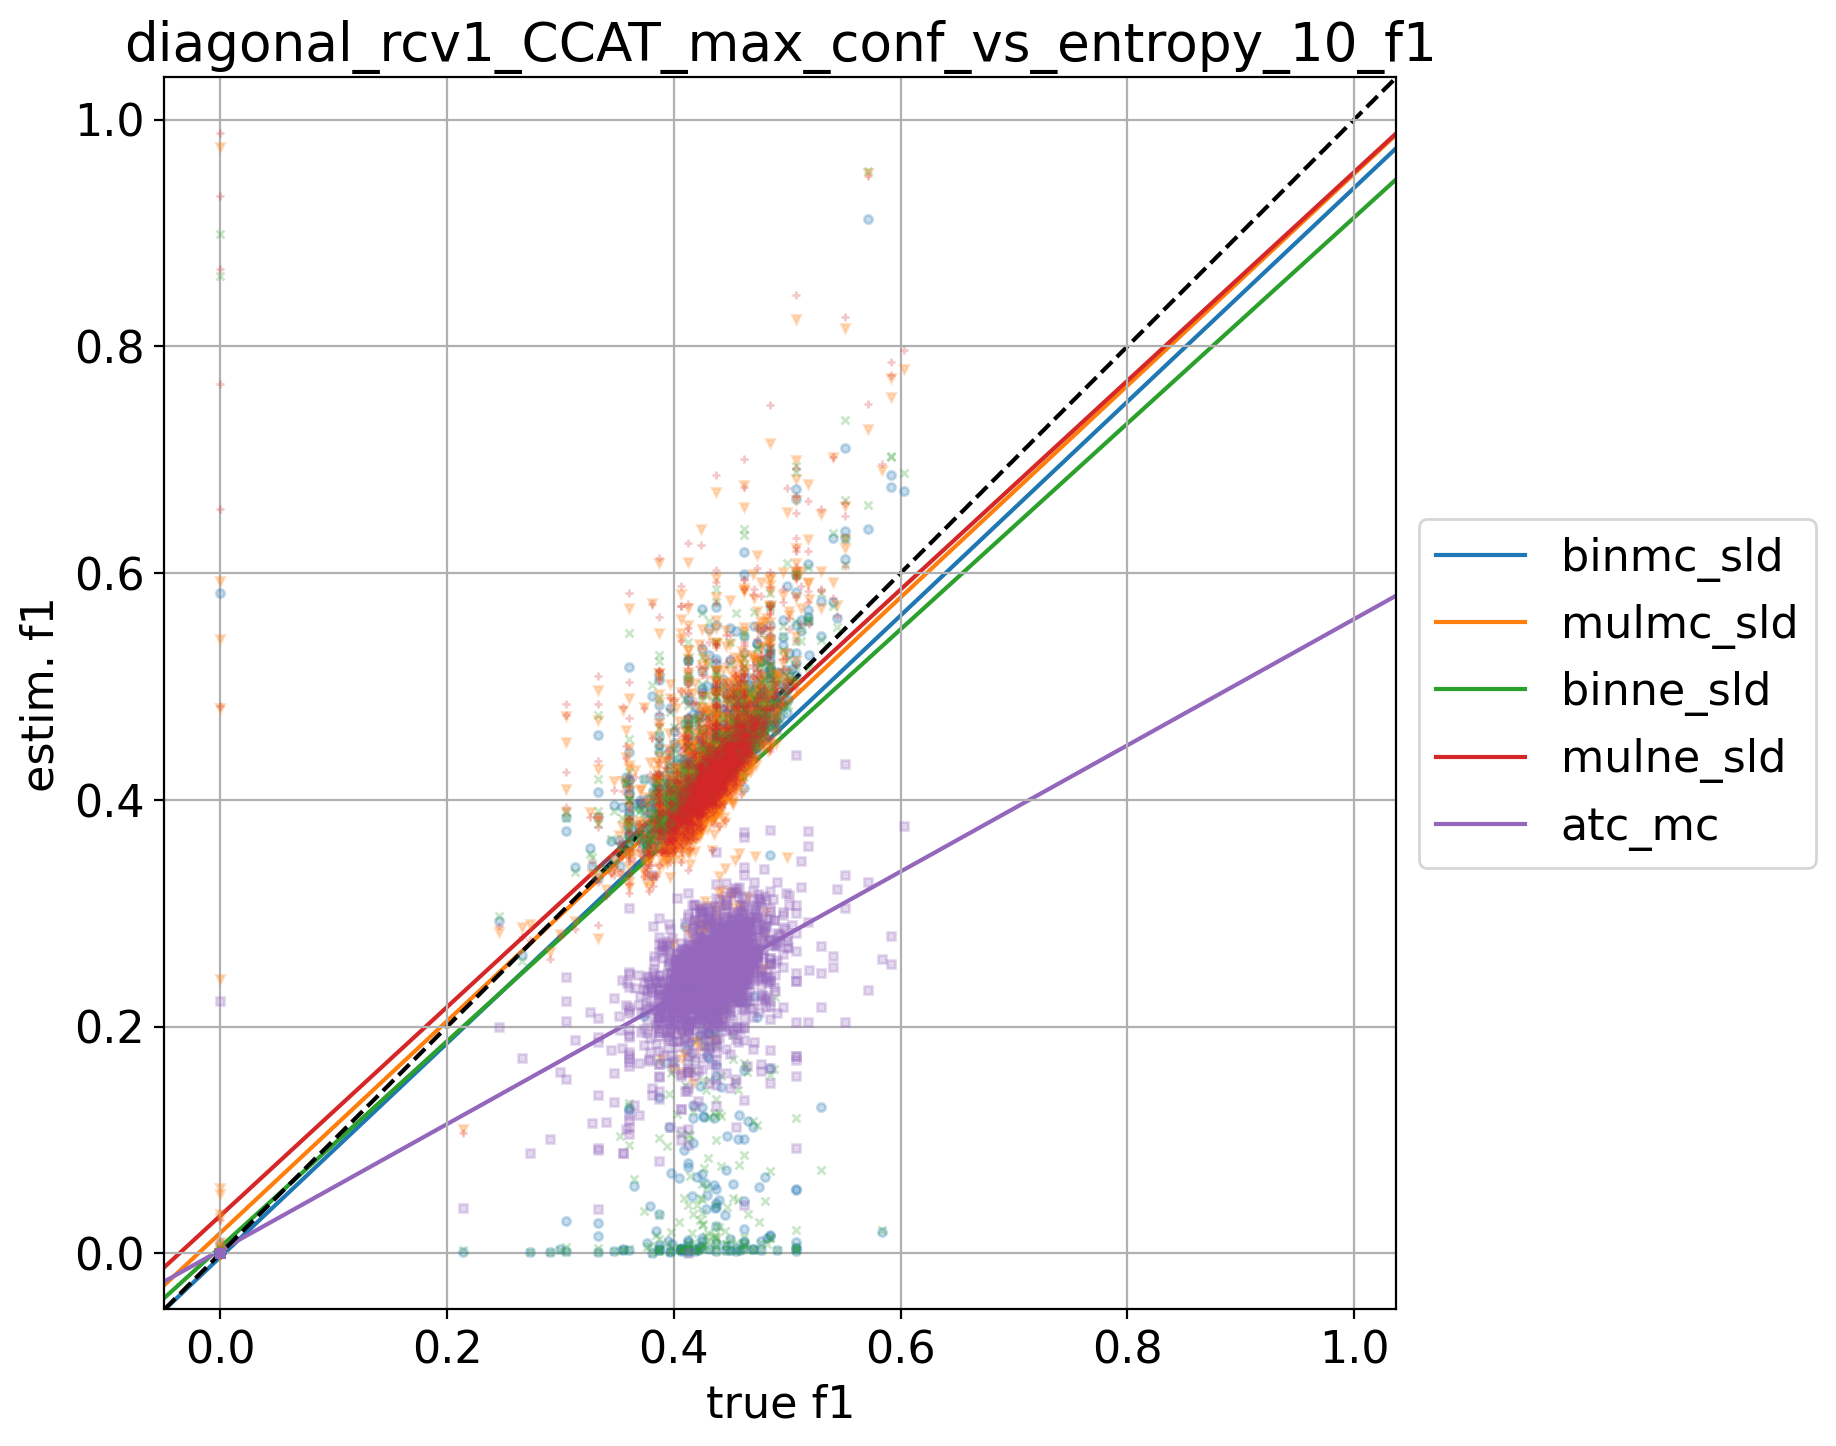 diagonal_rcv1_CCAT_max_conf_vs_entropy_10_f1
1.0
0.8
0.6
0.4
0.2
0.0
estim. f1
0.0 0.2 0.4 0.6 0.8 1.0
true f1
binmc_sld
mulmc_sld
binne_sld
mulne_sld
atc_mc